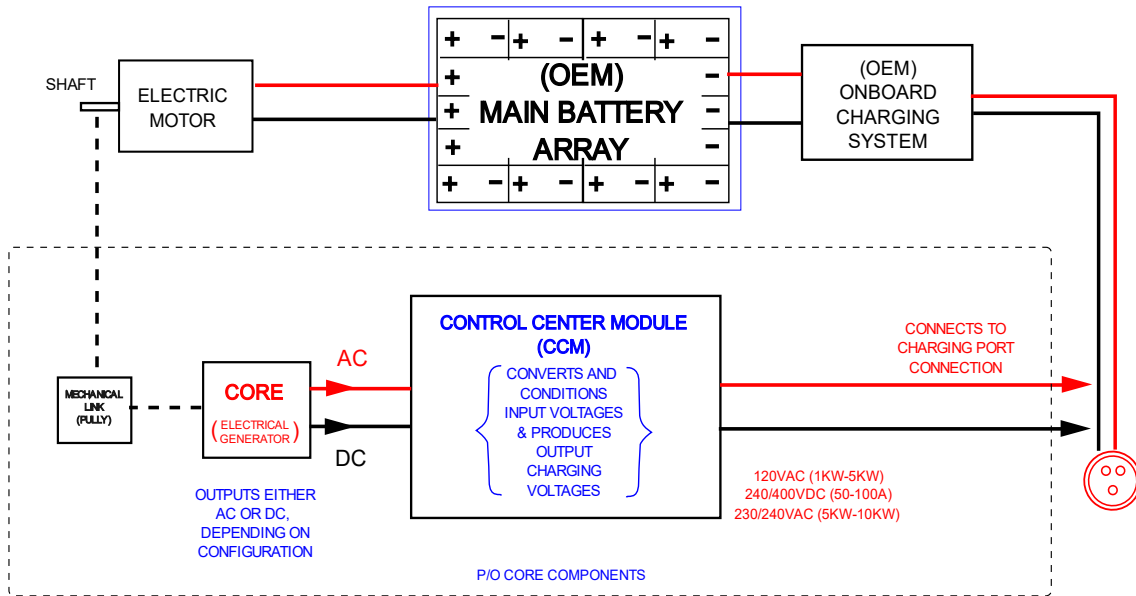 + - + - + - + -
SHAFT
ELECTRIC
MOTOR
+ (OEM) -
+ MAIN BATTERY -
+ ARRAY -
+ - + - + - + -
(OEM)
ONBOARD
CHARGING
SYSTEM
MECHANICAL
LINK
(PULLY)
CORE
(ELECTRICAL
GENERATOR)
AC
DC
OUTPUTS EITHER
AC OR DC,
DEPENDING ON
CONFIGURATION
CONTROL CENTER MODULE
(CCM)
CONVERTS AND
CONDITIONS
INPUT VOLTAGES
& PRODUCES
OUTPUT
CHARGING
VOLTAGES
CONNECTS TO
CHARGING PORT
CONNECTION
120VAC (1KW-5KW)
240/400VDC (50-100A)
230/240VAC (5KW-10KW)
P/O CORE COMPONENTS